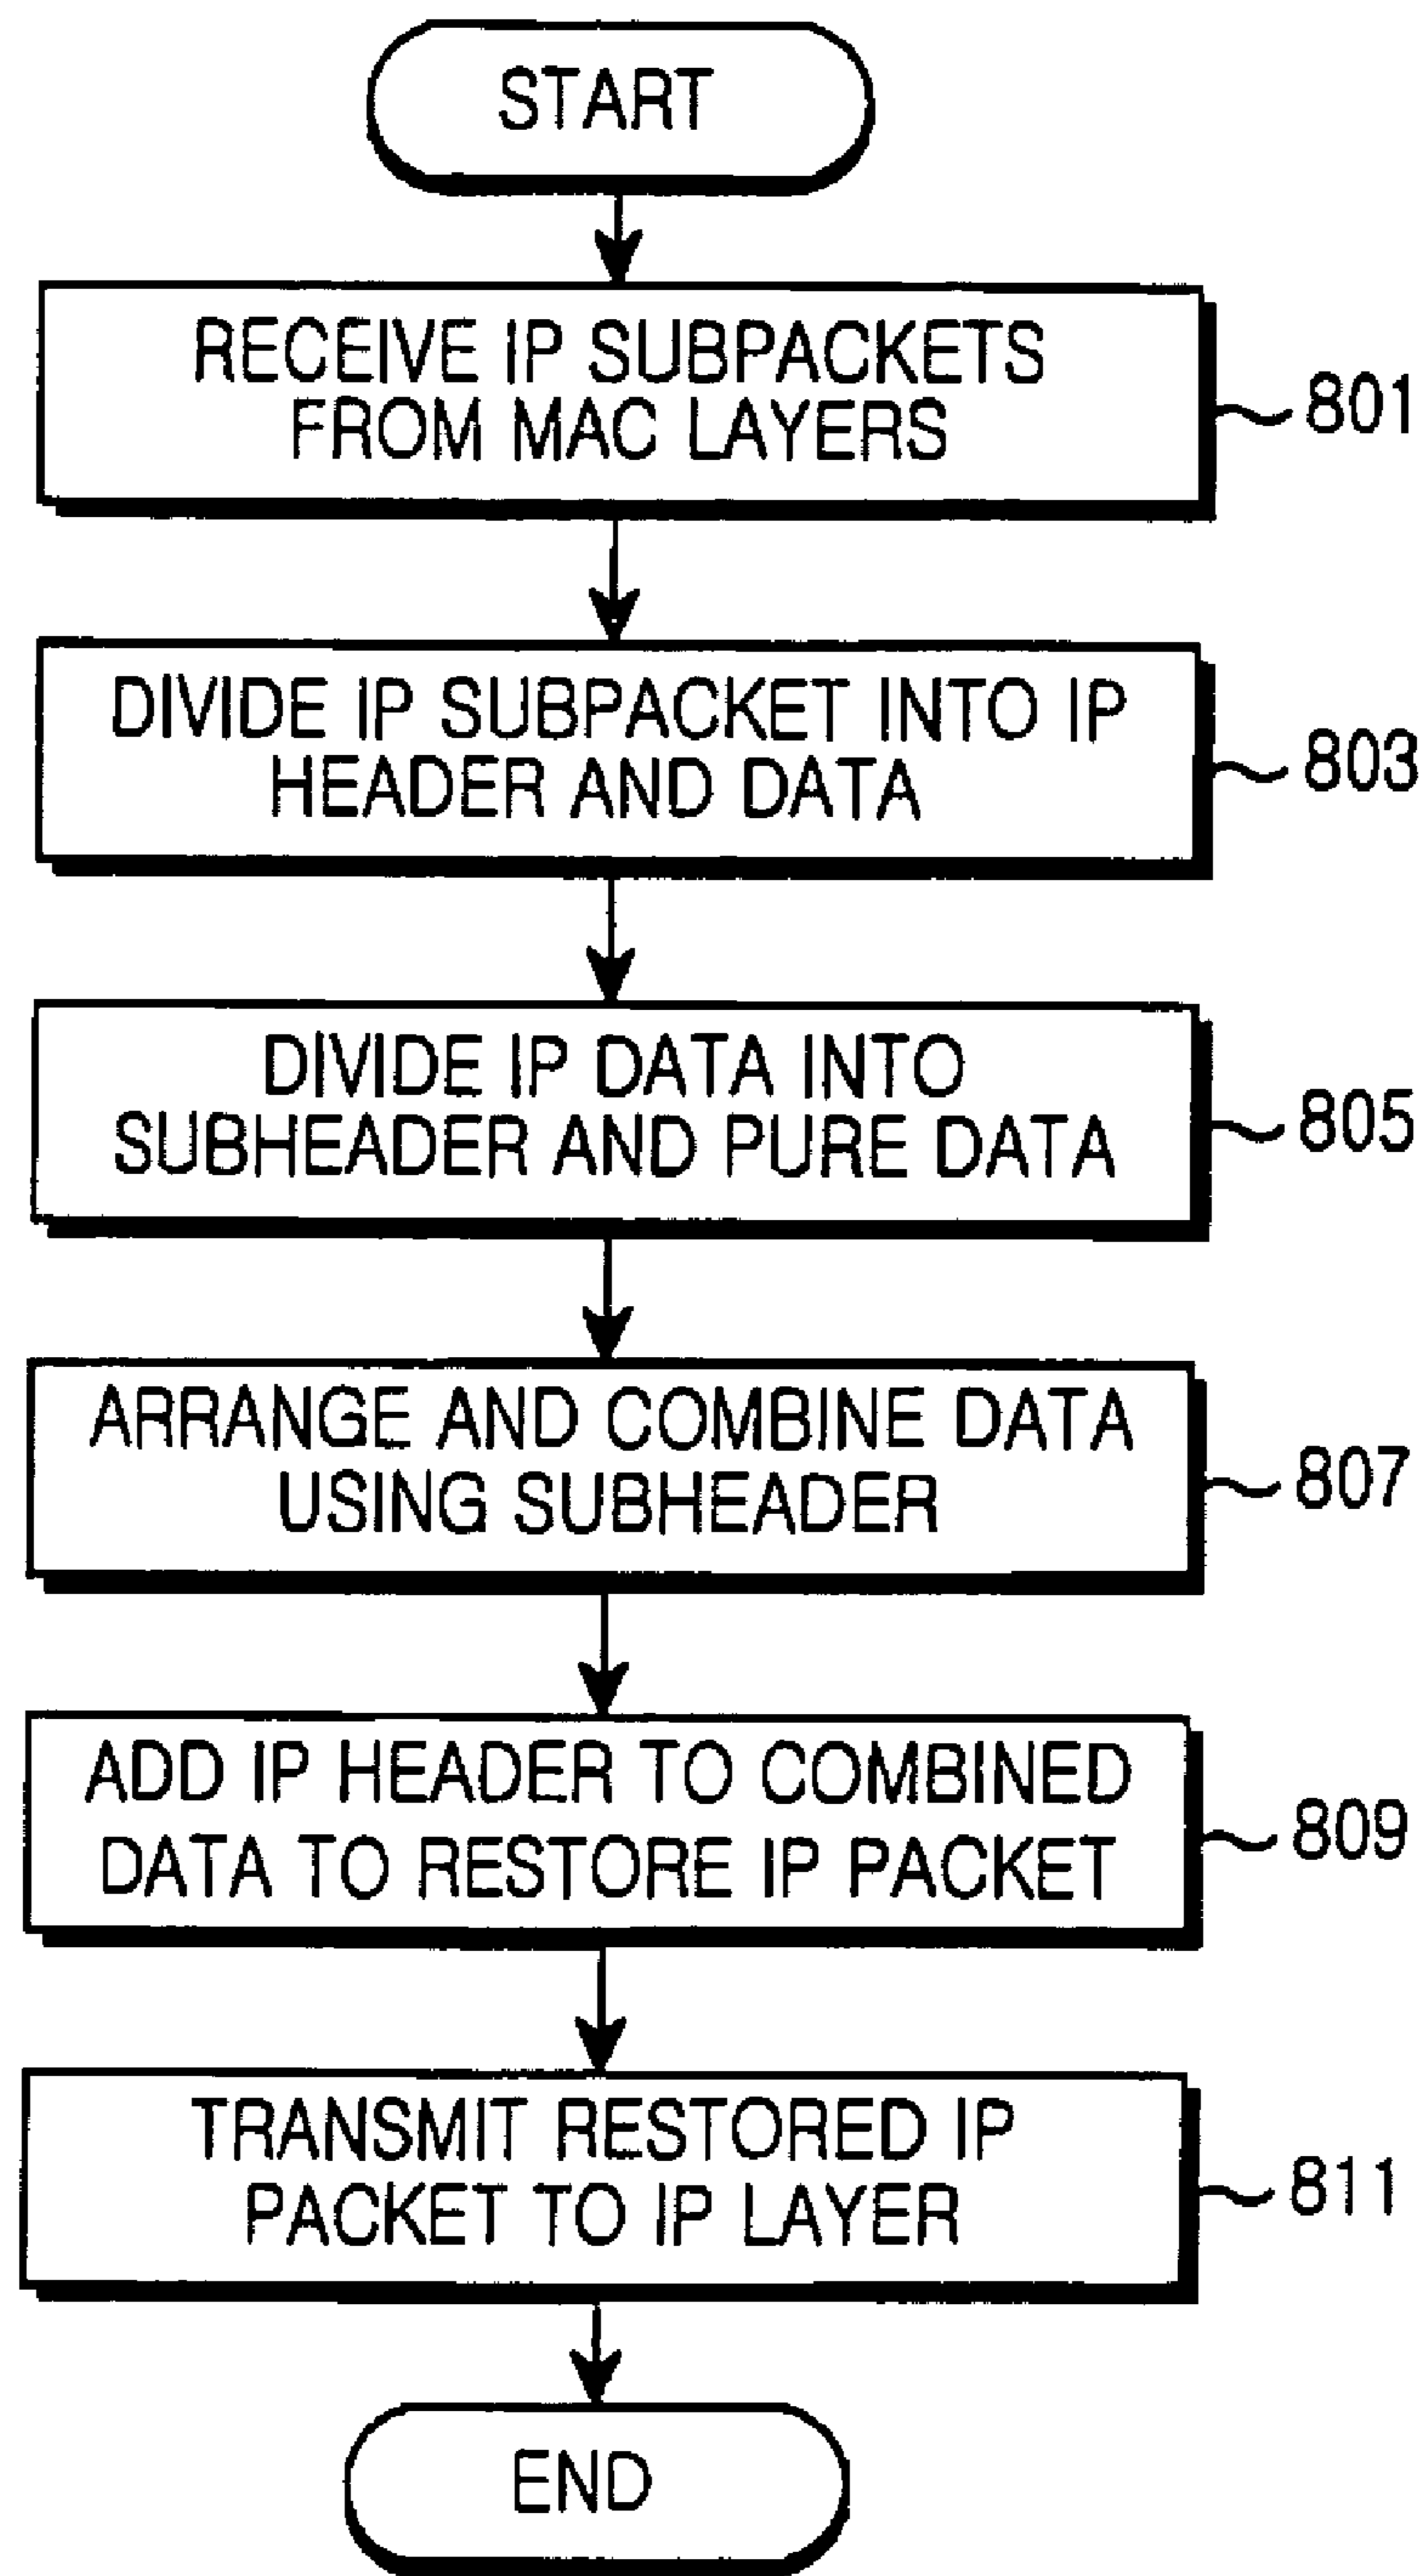 START
RECEIVE IP SUBPACKETS
FROM MAC LAYERS
801
DIVIDE IP SUBPACKET INTO IP
HEADER AND DATA
803
DIVIDE IP DATA INTO
SUBHEADER AND PURE DATA
805
ARRANGE AND COMBINE DATA
USING SUBHEADER
807
ADD IP HEADER TO COMBINED
DATA TO RESTORE IP PACKET
809
TRANSMIT RESTORED IP
PACKET TO IP LAYER
811
END